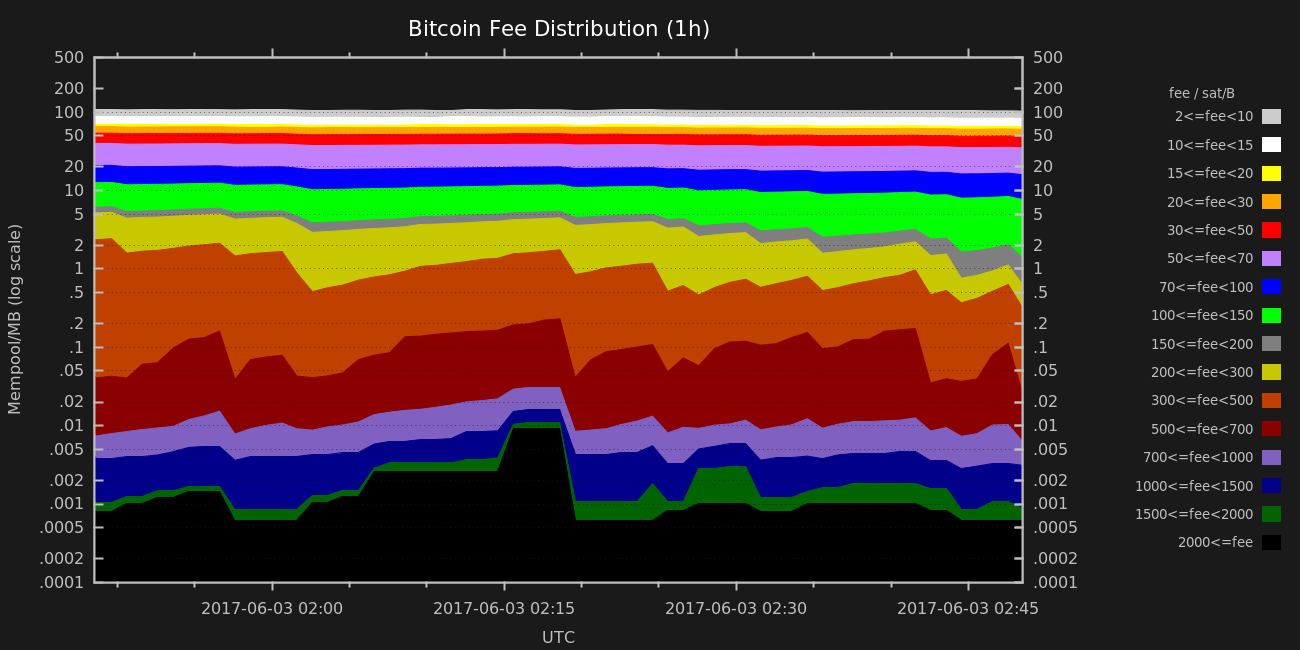 Bitcoin Fee Distribution (1h)
500 500
200 200
100 100
50 50
20 20
10 10
5 5
2 2
1 1
.5 .5
.2 .2
.1 .1
.05 .05
.02 .02
.01 .01
.005 .005
.002 .002
.001 .001
.0005 .0005
.0002 .0002
.0001 .0001
Mempool/MB (log scale)
2017-06-03 02:00 2017-06-03 02:15 2017-06-03 02:30 2017-06-03 02:45
UTC
fee / sat/B
2<=fee<10
10<=fee<15
15<=fee<20
20<=fee<30
30<=fee<50
50<=fee<70
70<=fee<100
100<=fee<150
150<=fee<200
200<=fee<300
300<=fee<500
500<=fee<700
700<=fee<1000
1000<=fee<1500
1500<=fee<2000
2000<=fee